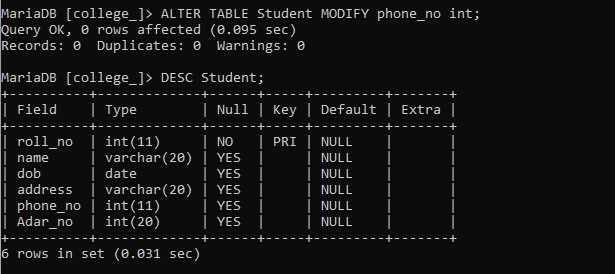 MariaDB [college_]> ALTER TABLE Student MODIFY phone_no int;
Query OK, 0 rows affected (0.095 sec)
Records: 0  Duplicates: 0  Warnings: 0

MariaDB [college_]> DESC Student;
+----------+-------------+------+-----+---------+-------+
| Field    | Type        | Null | Key | Default | Extra |
+----------+-------------+------+-----+---------+-------+
| roll_no  | int(11)     | NO   | PRI | NULL    |       |
| name     | varchar(20) | YES  |     | NULL    |       |
| dob      | date        | YES  |     | NULL    |       |
| address  | varchar(20) | YES  |     | NULL    |       |
| phone_no | int(11)     | YES  |     | NULL    |       |
| Adar_no  | int(20)     | YES  |     | NULL    |       |
+----------+-------------+------+-----+---------+-------+
6 rows in set (0.031 sec)